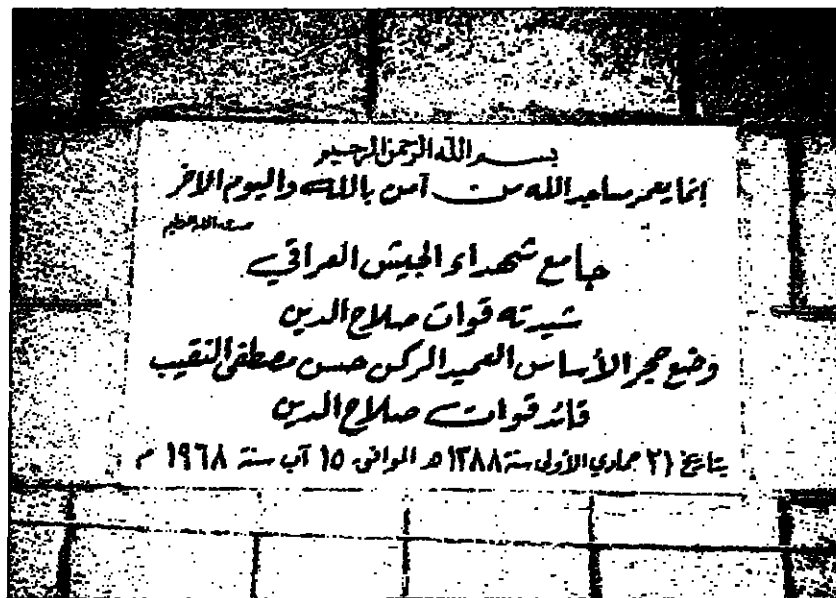 بسم الله الرحمن الرحيم
إنما يعمر مساجد الله من آمن بالله واليوم الآخر
صدق الله العظيم
جامع شهداء الجيش العراقي
شيدته قوات صلاح الدين
وضع حجر الأساس العميد الركن حسن مصطفى النقيب
قائد قوات صلاح الدين
بتاريخ ٢١ جمادي الأولى سنة ١٣٨٨ هـ الموافق ١٥ آب سنة ١٩٦٨ م